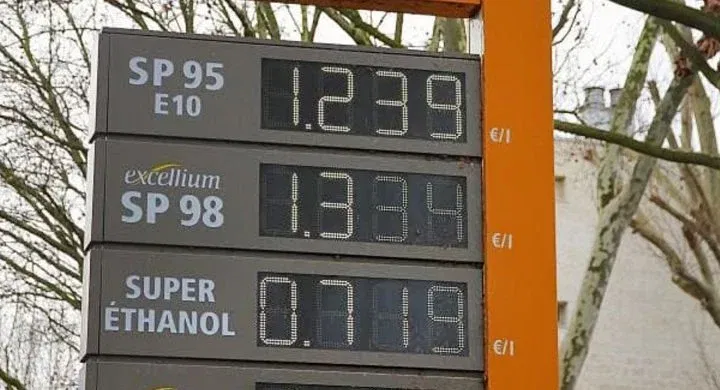 SP 95 1.239
E10 €/l
excellium 1.334
SP 98 €/l
SUPER 0.719
ÉTHANOL €/l